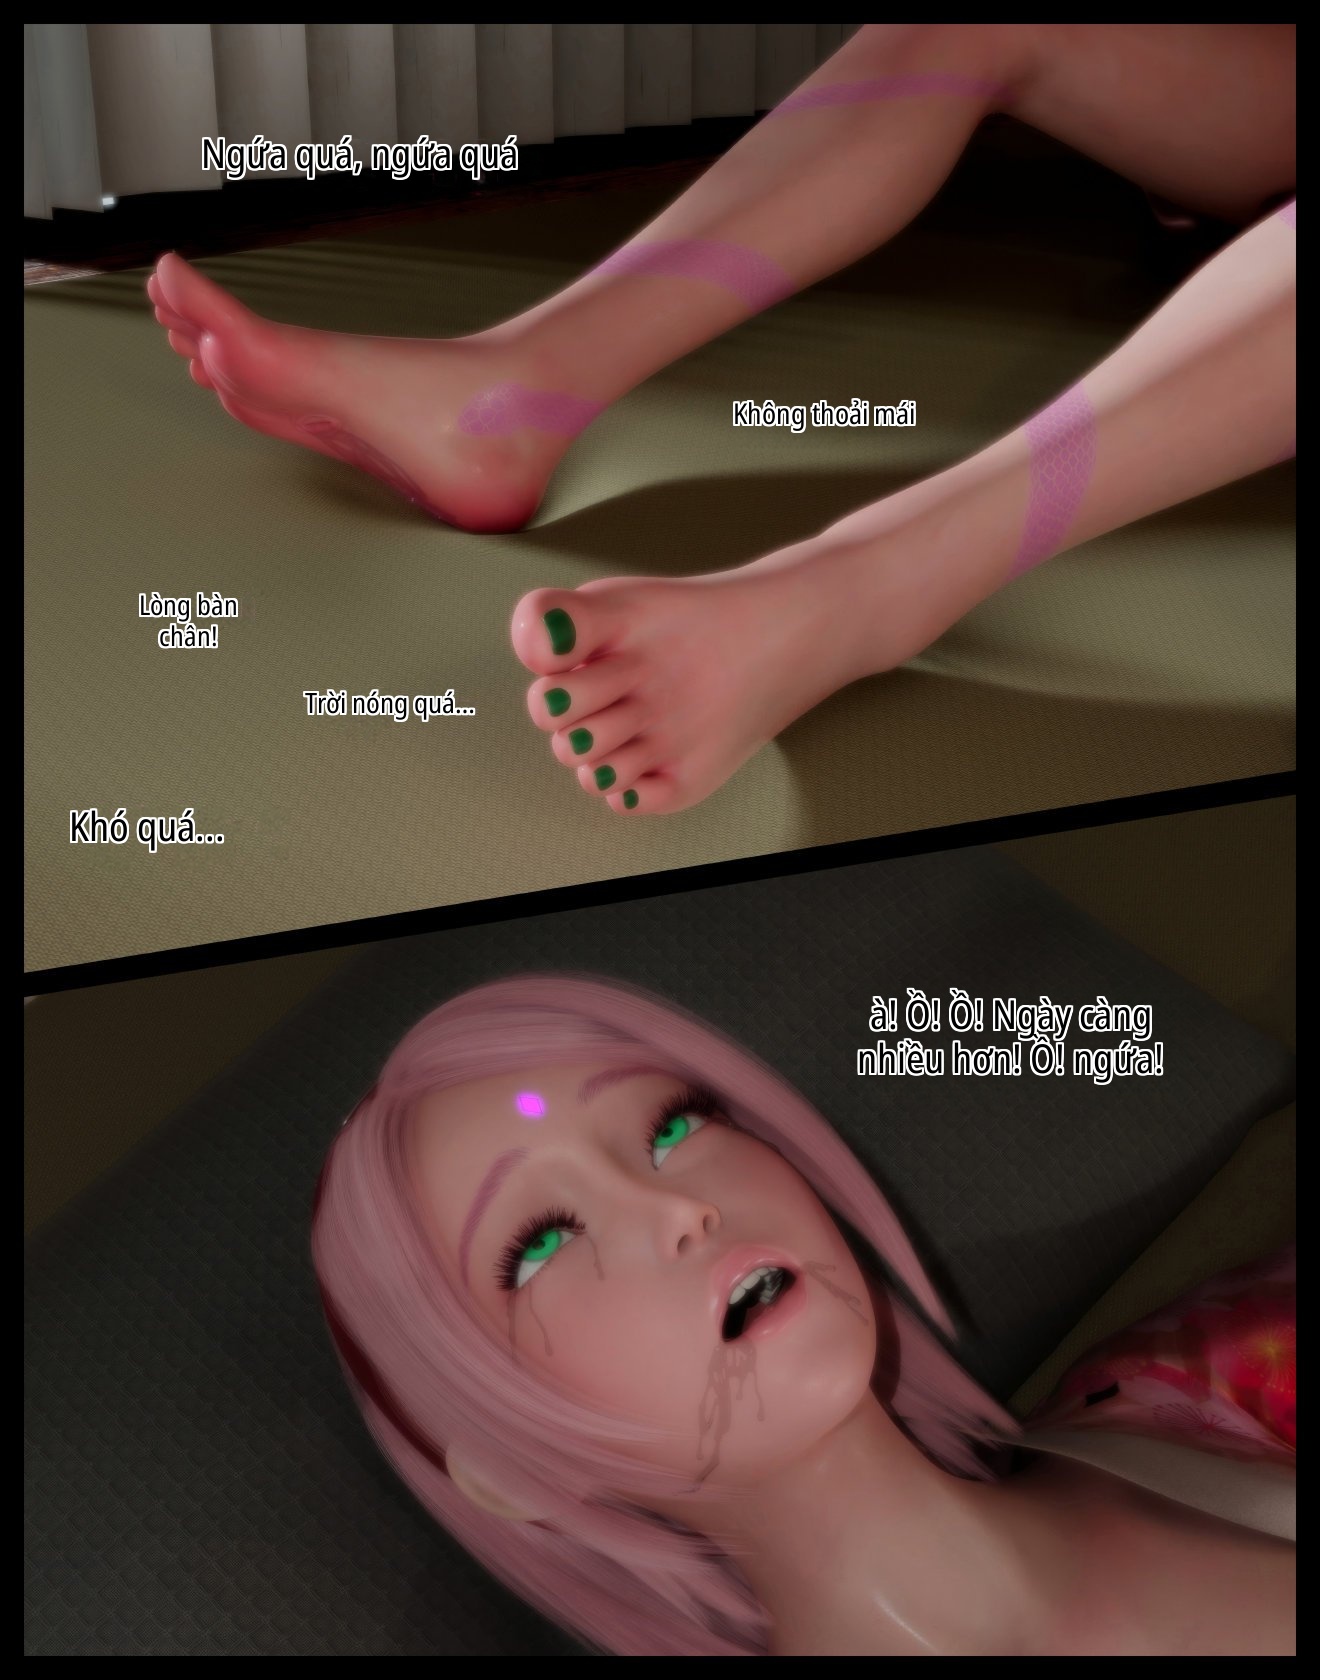 Ngứa quá, ngứa quá
Không thoải mái
Lòng bàn
chân!
Trời nóng quá...
Khó quá...
à! Ồ! Ồ! Ngày càng
nhiều hơn! Ồ! ngứa!